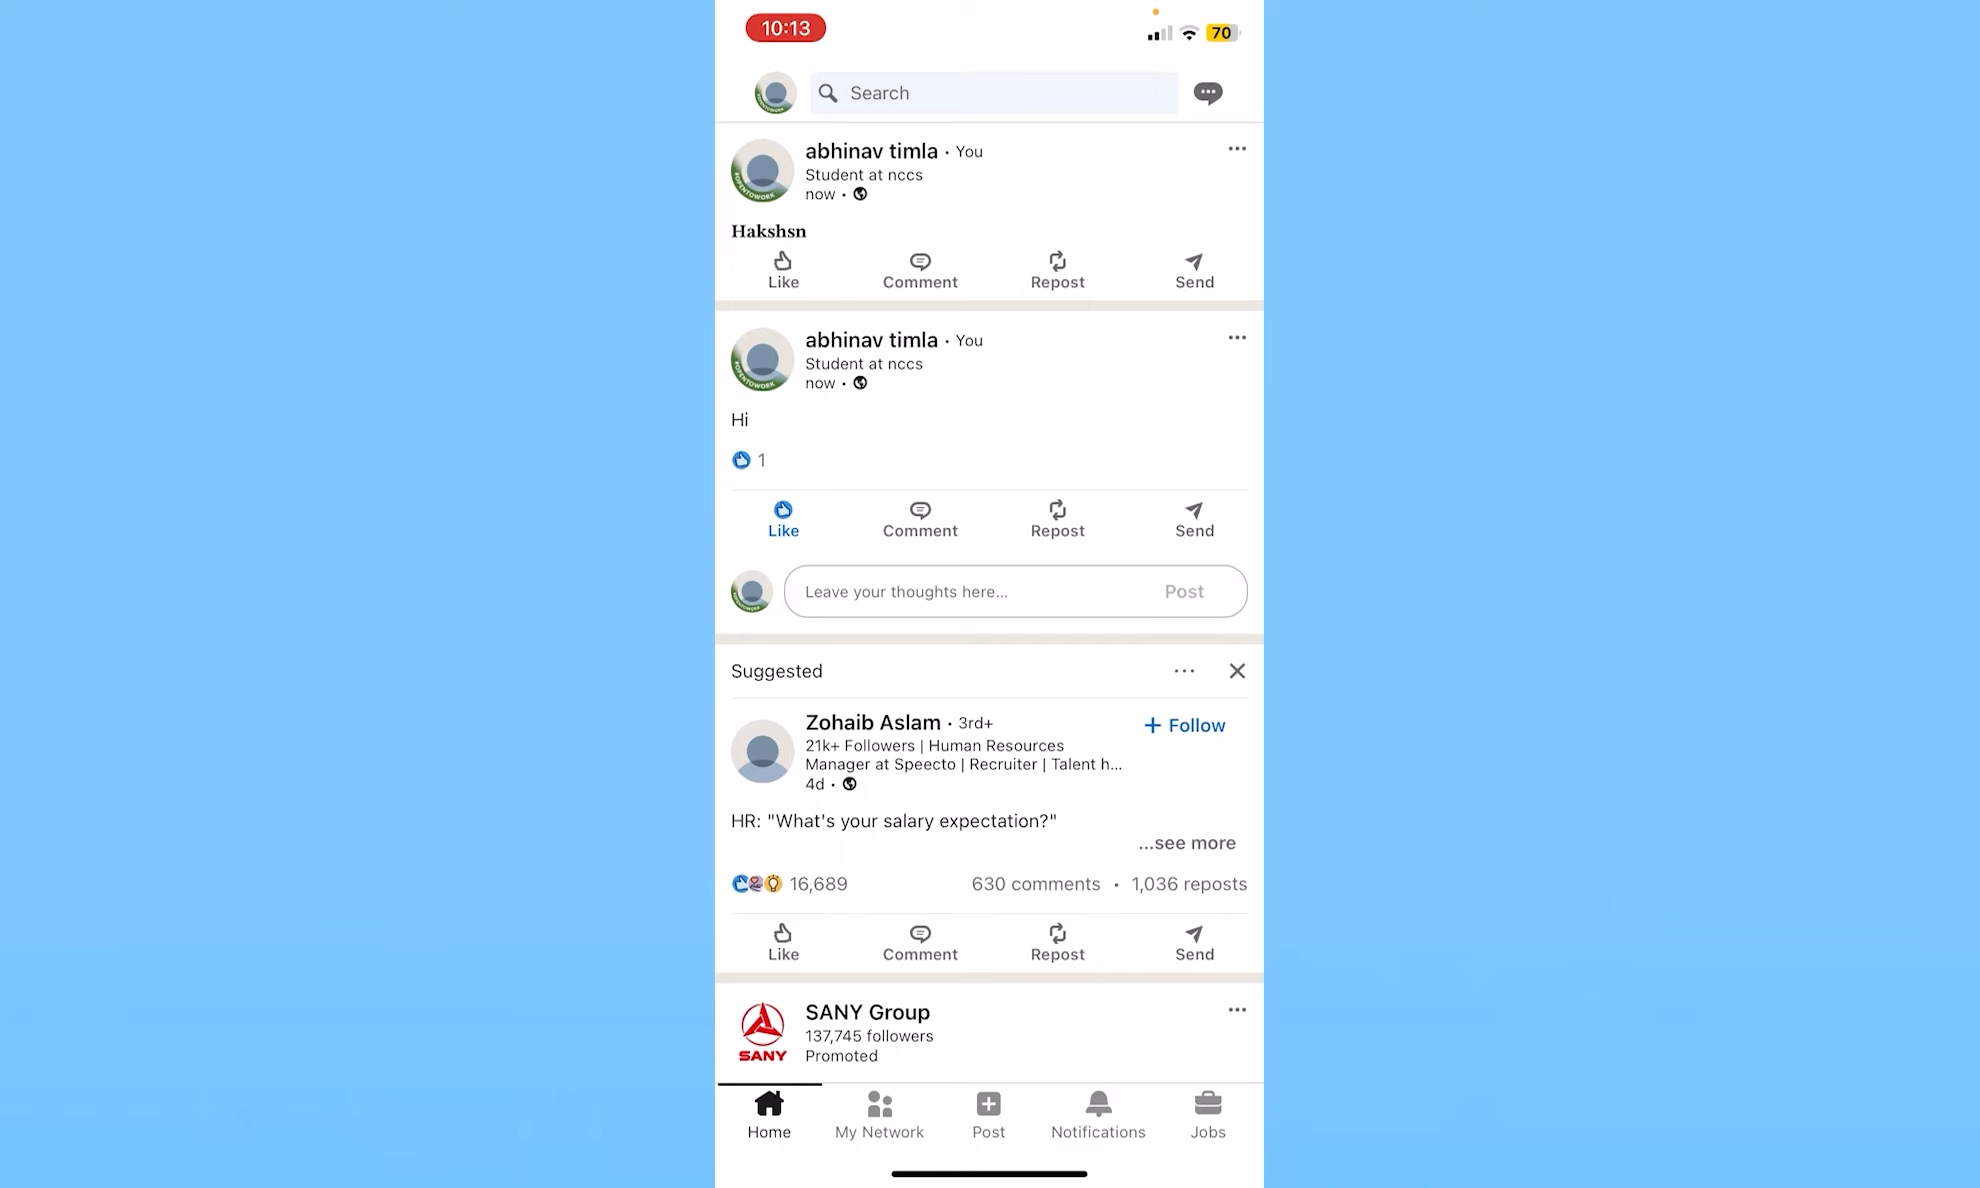 10:13
70
Search
abhinav timla • You
Student at nccs
now •
#OPENTOWORK
Hakshsn
Like Comment Repost Send
abhinav timla • You
Student at nccs
now •
#OPENTOWORK
Hi
1
Like Comment Repost Send
Leave your thoughts here... Post
Suggested
Zohaib Aslam • 3rd+
+ Follow
21k+ Followers | Human Resources
Manager at Speecto | Recruiter | Talent h...
4d •
HR: "What's your salary expectation?"
...see more
16,689 630 comments • 1,036 reposts
Like Comment Repost Send
SANY Group
137,745 followers
SANY Promoted
Home My Network Post Notifications Jobs